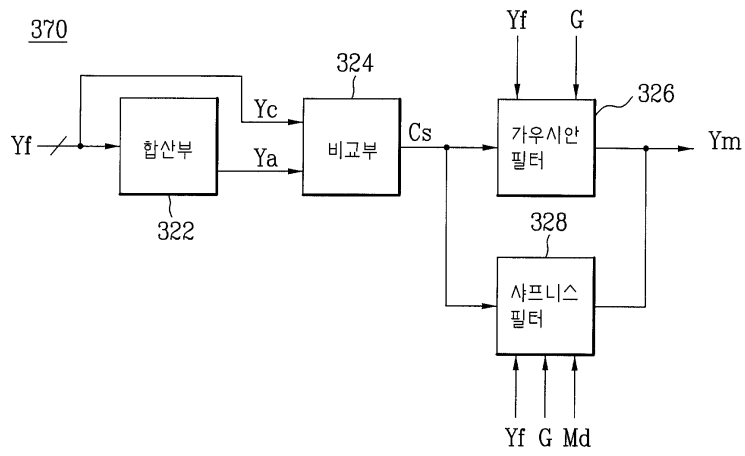 370
Yf
합산부
322
Yc
Ya
324
비교부
Cs
Yf G
가우시안
필터
326
Ym
328
샤프니스
필터
Yf G Md